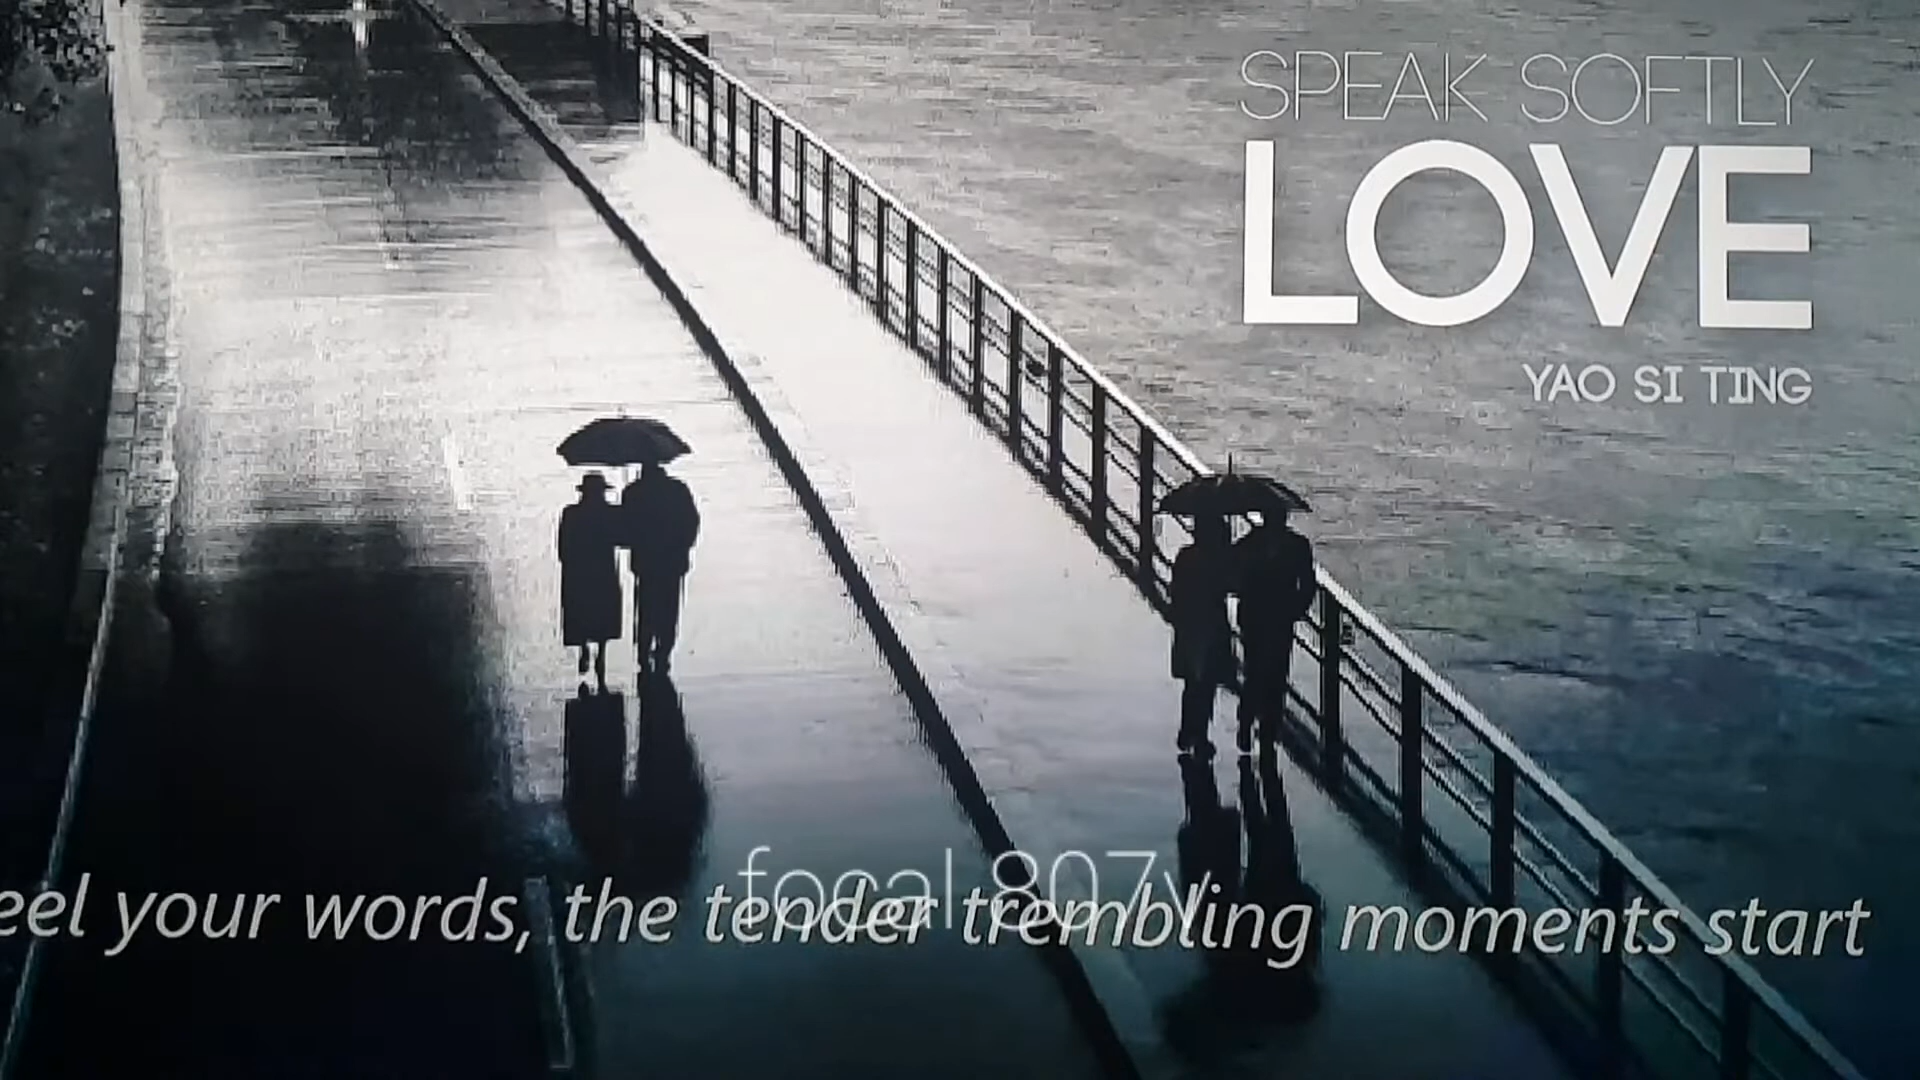 SPEAK SOFTLY
LOVE
YAO SI TING
focal 807v
eel your words, the tender trembling moments start